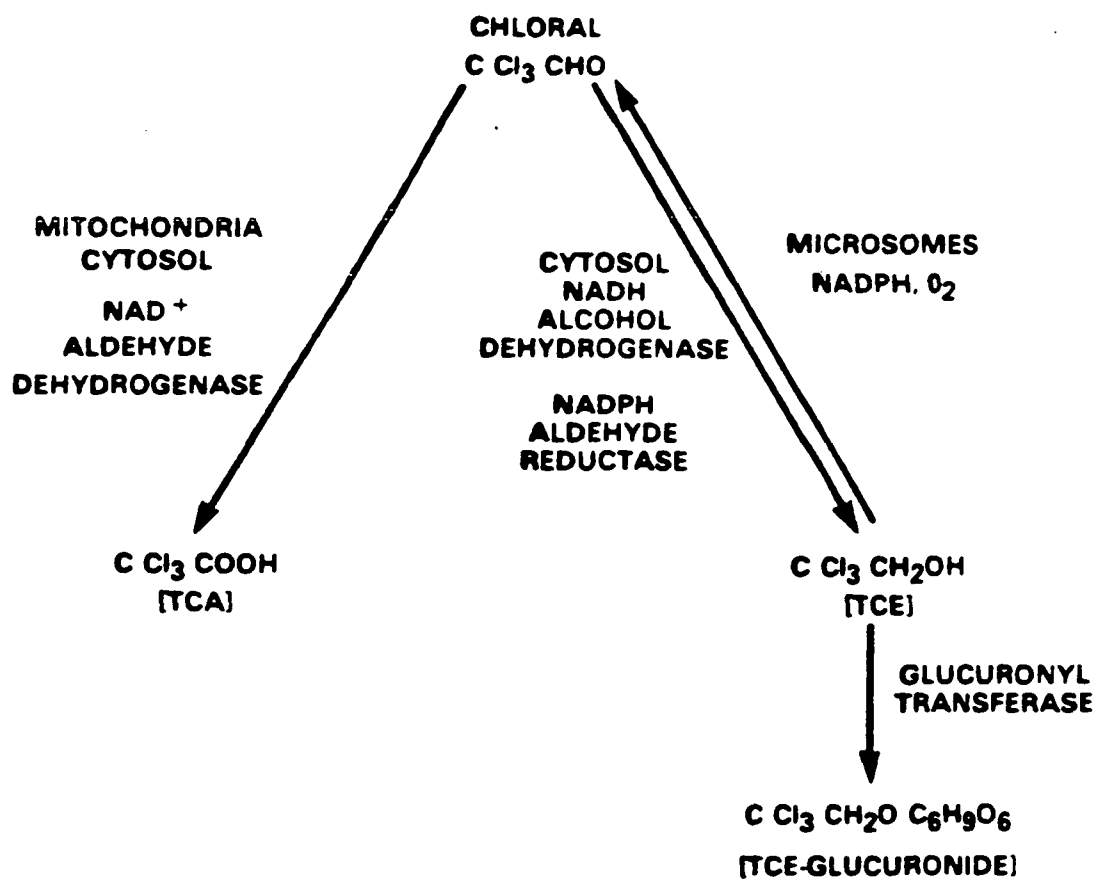 CHLORAL
C Cl3 CHO
MITOCHONDRIA
CYTOSOL
NAD +
ALDEHYDE
DEHYDROGENASE
CYTOSOL
NADH
ALCOHOL
DEHYDROGENASE
NADPH
ALDEHYDE
REDUCTASE
MICROSOMES
NADPH. O2
C Cl3 COOH
[TCA]
C Cl3 CH2OH
[TCE]
GLUCURONYL
TRANSFERASE
C Cl3 CH2O C6H9O6
[TCE-GLUCURONIDE]